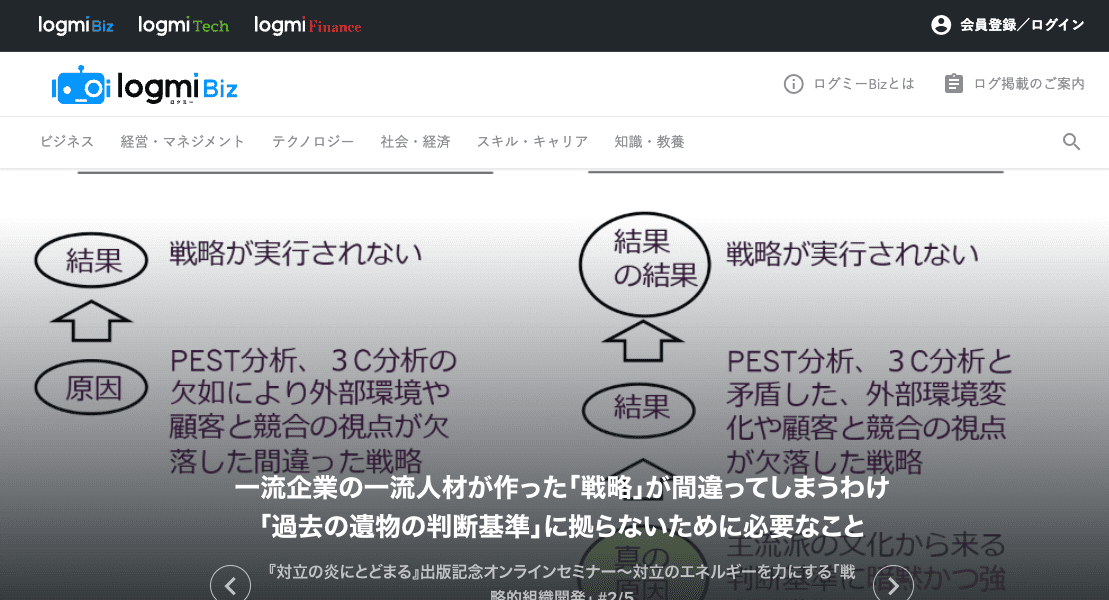 logmi Biz logmi Tech logmi Finance 会員登録／ログイン
logmi Biz ログミーBizとは ログ掲載のご案内
ログミー
ビジネス 経営・マネジメント テクノロジー 社会・経済 スキル・キャリア 知識・教養
結果 戦略が実行されない
原因 PEST分析、３C分析の
欠如により外部環境や
顧客と競合の視点が欠
落した間違った戦略
結果
の結果 戦略が実行されない
結果 PEST分析、３C分析と
矛盾した、外部環境変
化や顧客と競合の視点
が欠落した戦略
真の
原因 主流派の文化から来る
判断基準に暗黙かつ強
一流企業の一流人材が作った「戦略」が間違ってしまうわけ
「過去の遺物の判断基準」に拠らないために必要なこと
『対立の炎にとどまる』出版記念オンラインセミナー～対立のエネルギーを力にする「戦
略的組織開発」 #2/5